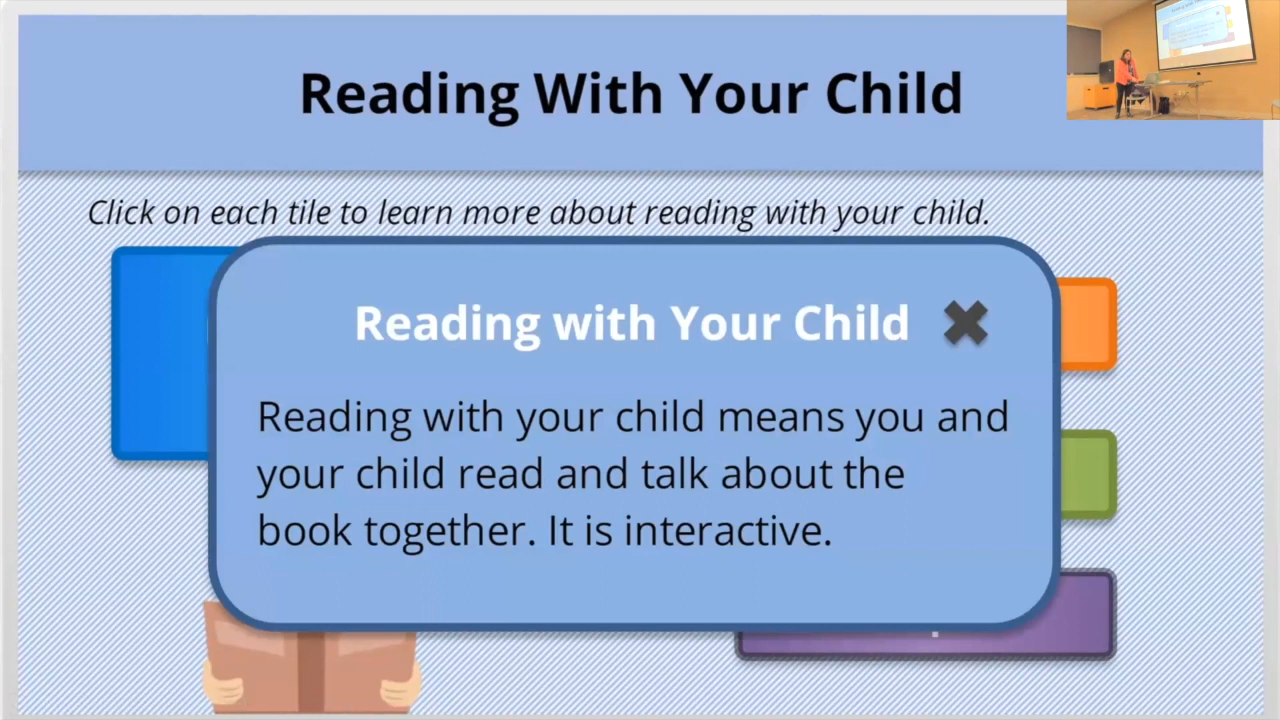 Reading With Your Child
Click on each tile to learn more about reading with your child.
Reading with Your Child
Reading with your child means you and
your child read and talk about the
book together. It is interactive.